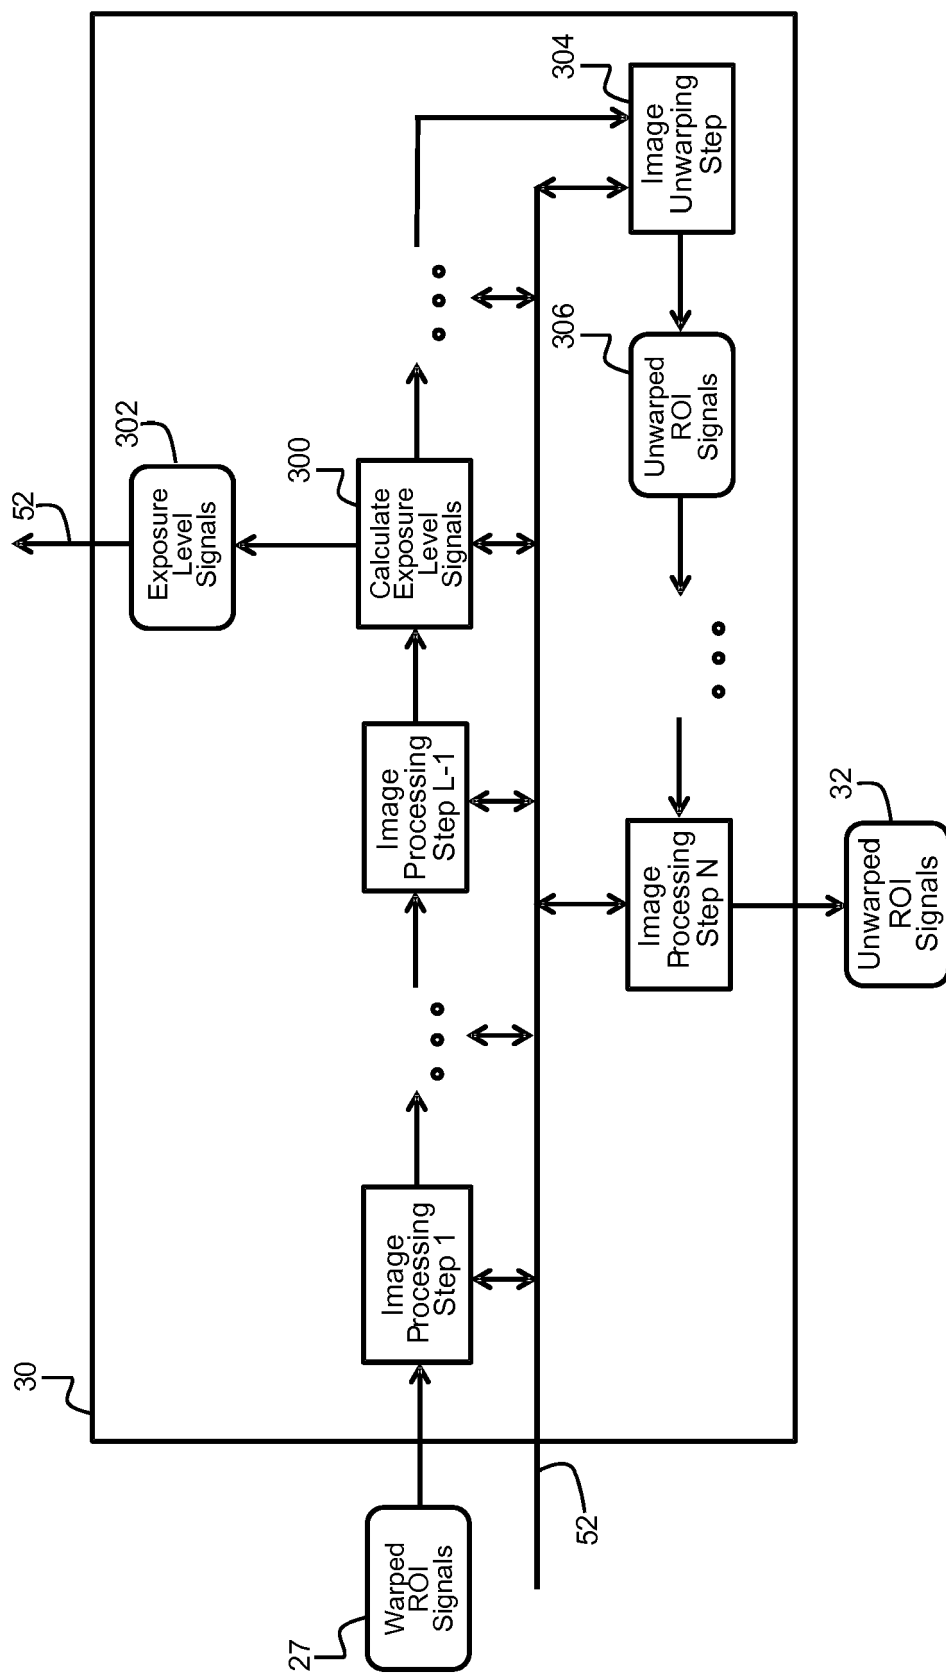 30
27
Warped
ROI
Signals
Image
Processing
Step 1
Image
Processing
Step L-1
300
Calculate
Exposure
Level
Signals
302
Exposure
Level
Signals
52
304
Image
Unwarping
Step
306
Unwarped
ROI
Signals
Image
Processing
Step N
32
Unwarped
ROI
Signals
52